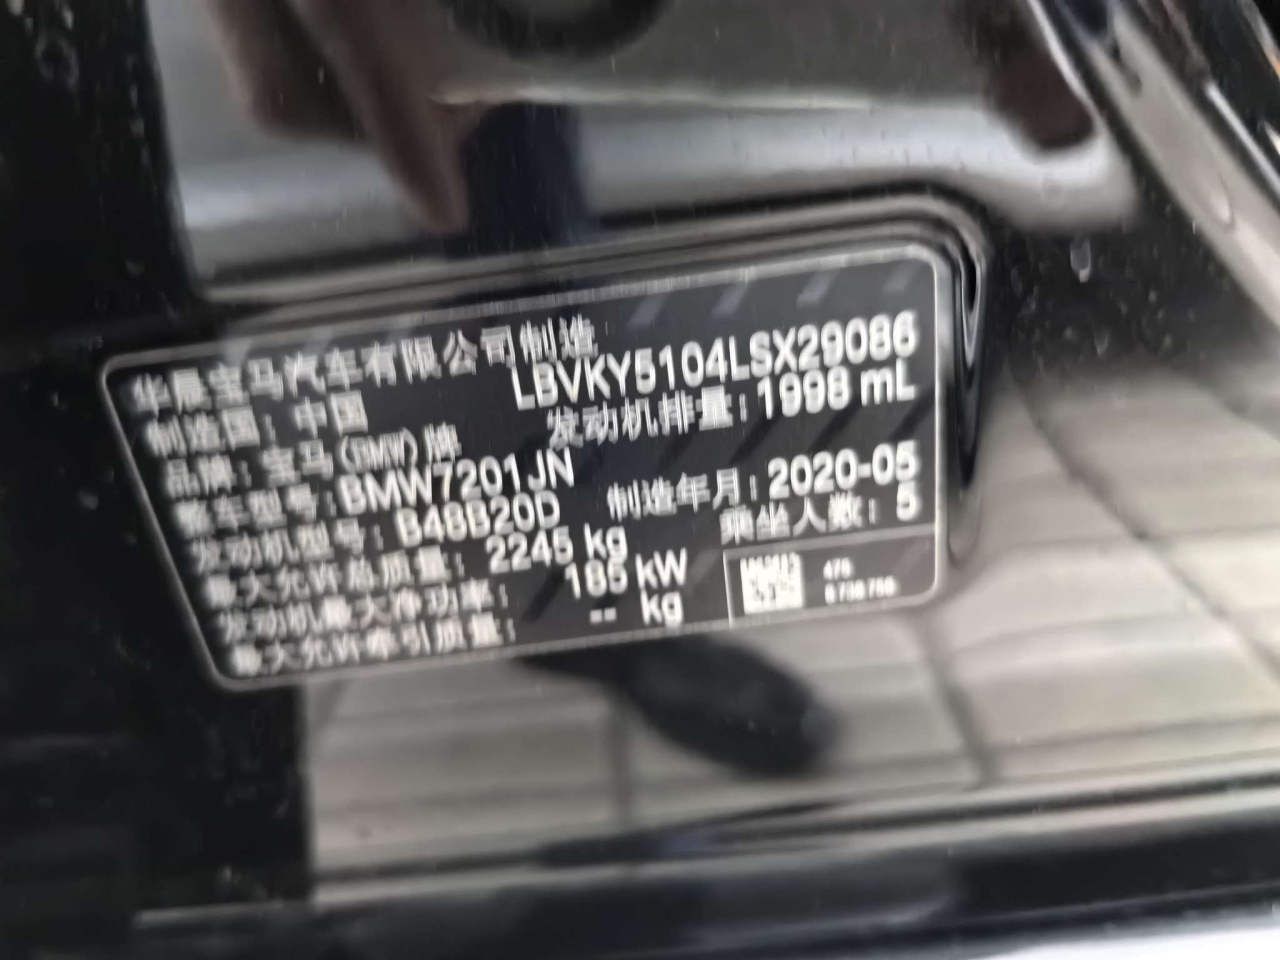 华晨宝马汽车有限公司制造
制造国：中国 LBVKY5104LSX29086
品牌：宝马(BMW)牌 发动机排量：1998 mL
整车型号：BMW7201JN
发动机型号：B48B20D 制造年月：2020-05
最大允许总质量：2245 kg 乘坐人数：5
发动机最大净功率：185 kW
最大允许牵引质量：-- kg